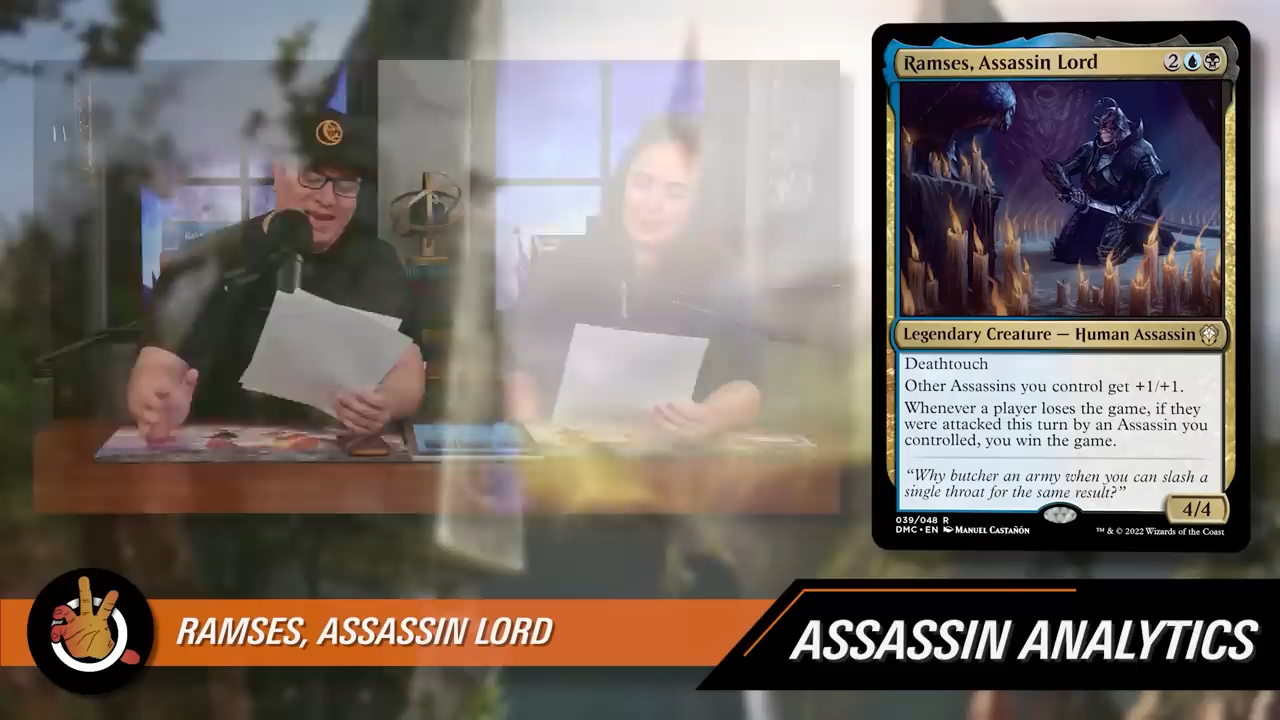 Ramses, Assassin Lord
2
Legendary Creature — Human Assassin
Deathtouch
Other Assassins you control get +1/+1.
Whenever a player loses the game, if they
were attacked this turn by an Assassin you
controlled, you win the game.
“Why butcher an army when you can slash a
single throat for the same result?”
4/4
039/048 R
DMC • EN MANUEL CASTAÑÓN
™ & © 2022 Wizards of the Coast
RAMSES, ASSASSIN LORD
ASSASSIN ANALYTICS